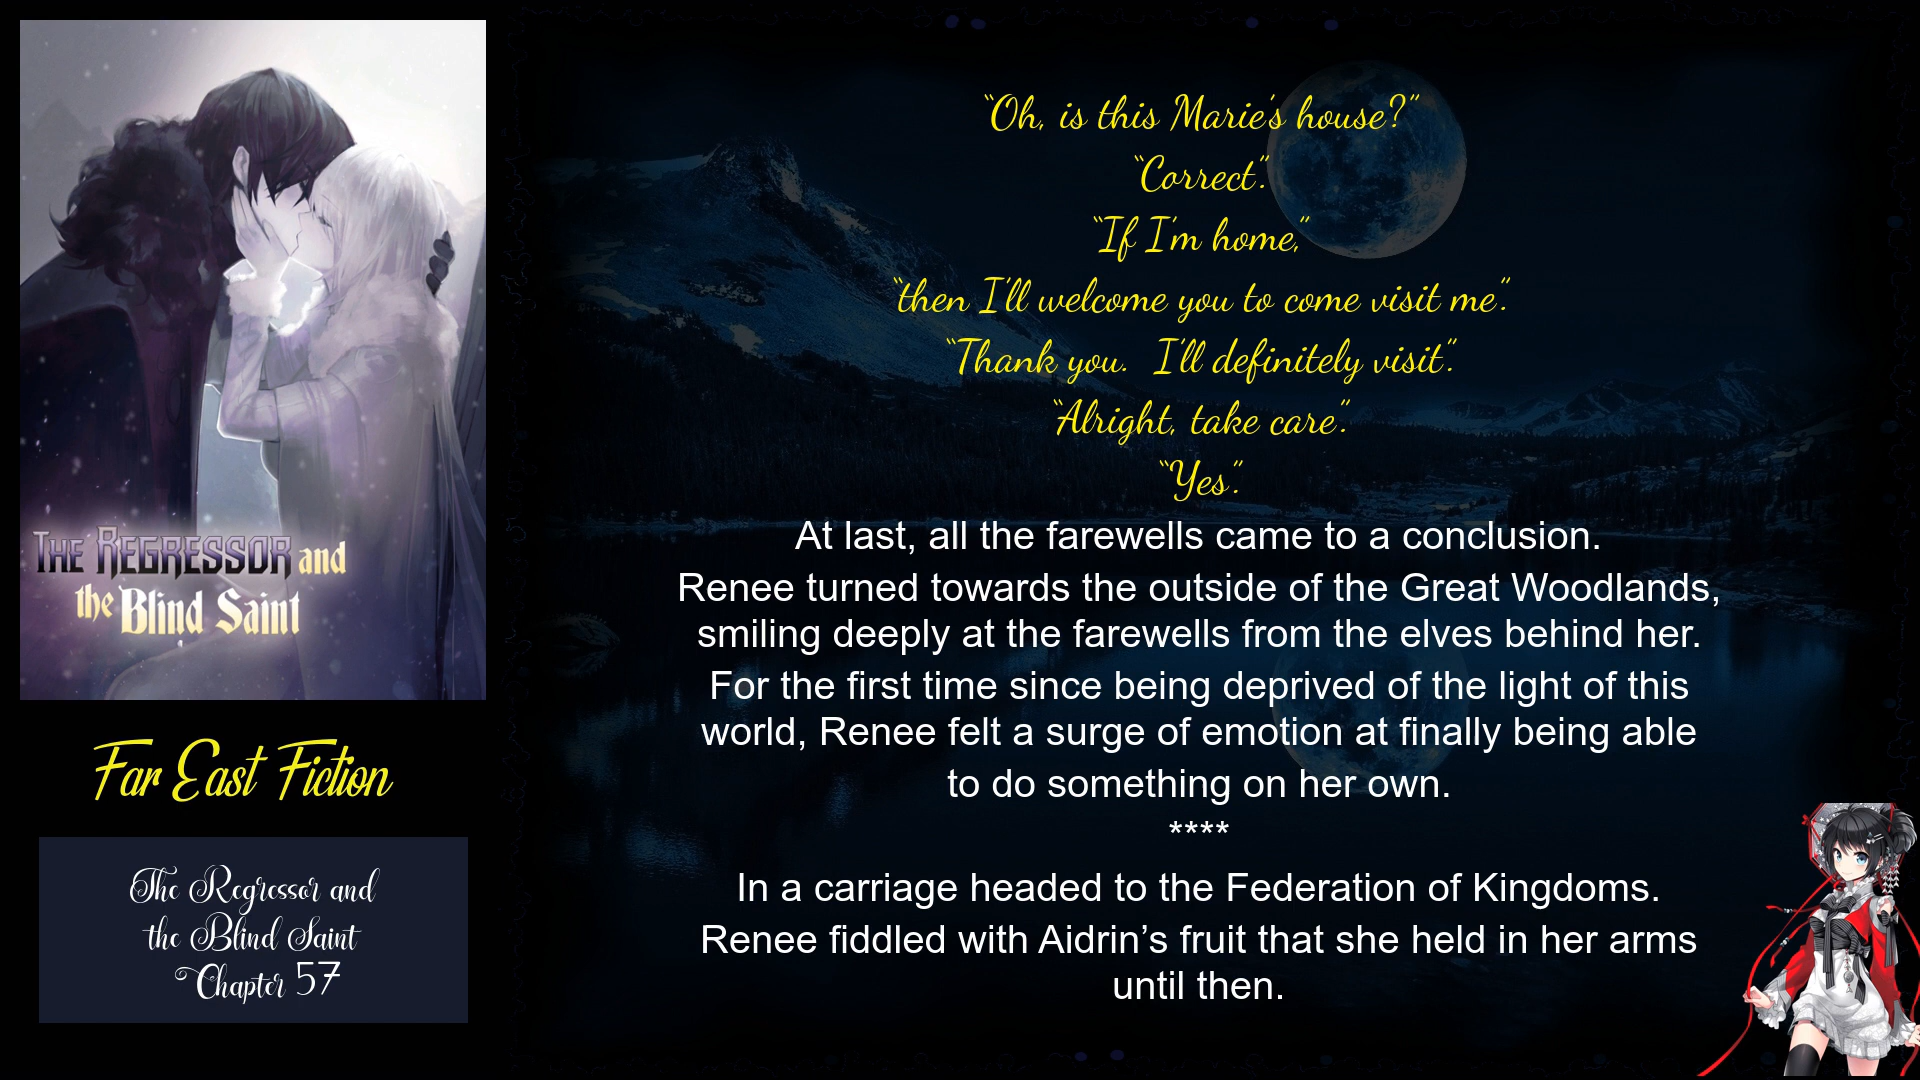 THE REGRESSOR and
the Blind Saint
Far East Fiction
The Regressor and
the Blind Saint
Chapter 57
“Oh, is this Marie’s house?”
“Correct”.
“If I’m home,”
“then I’ll welcome you to come visit me”.
“Thank you. I’ll definitely visit”.
“Alright, take care”.
“Yes”.
At last, all the farewells came to a conclusion.
Renee turned towards the outside of the Great Woodlands,
smiling deeply at the farewells from the elves behind her.
For the first time since being deprived of the light of this
world, Renee felt a surge of emotion at finally being able
to do something on her own.
****
In a carriage headed to the Federation of Kingdoms.
Renee fiddled with Aidrin’s fruit that she held in her arms
until then.